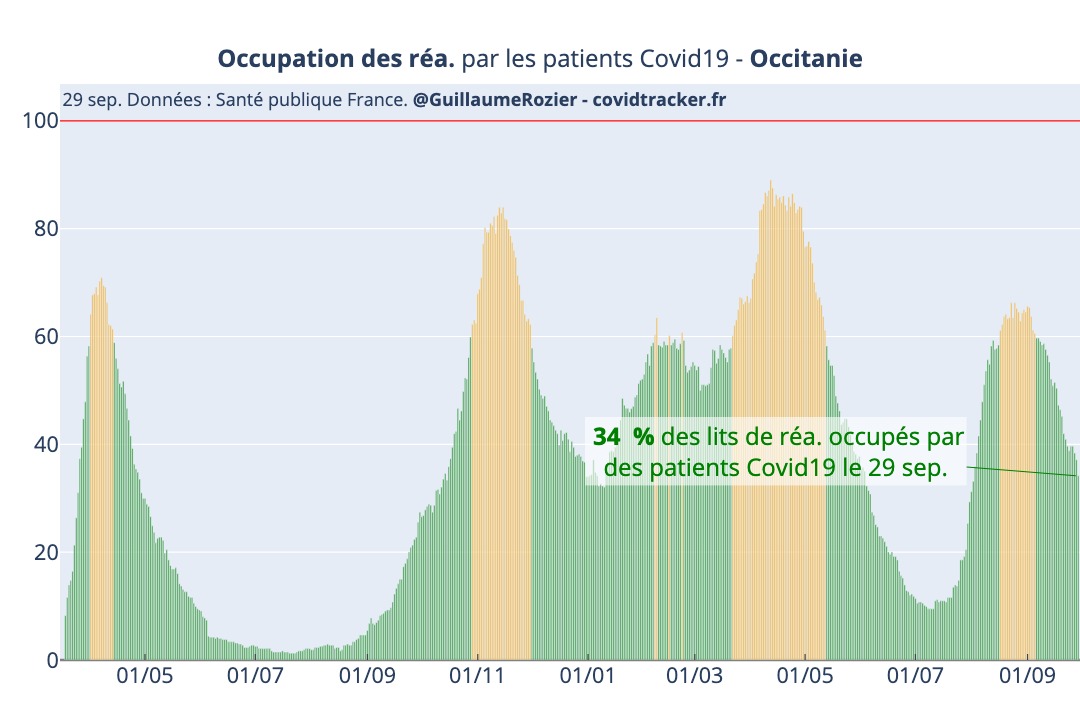 Occupation des réa. par les patients Covid19 - Occitanie
29 sep. Données : Santé publique France. @GuillaumeRozier - covidtracker.fr
100
80
60
40
20
0
34 % des lits de réa. occupés par
des patients Covid19 le 29 sep.
01/05 01/07 01/09 01/11 01/01 01/03 01/05 01/07 01/09